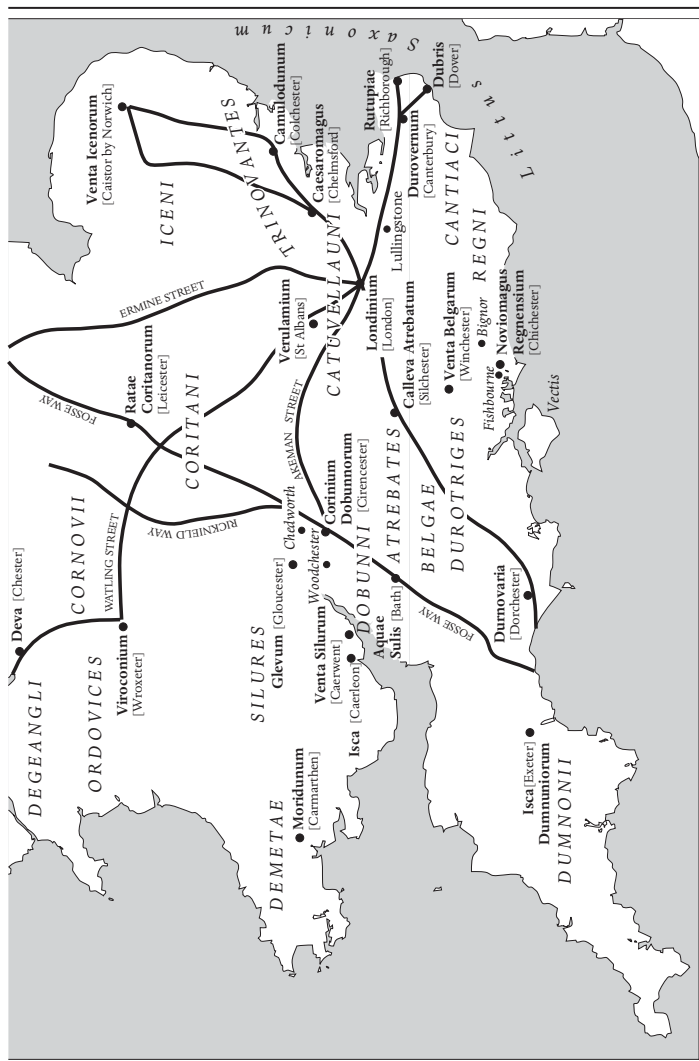 DEGEANGLI
Deva [Chester]
ORDOVICES
CORNOVII
Viroconium
[Wroxeter]
WATLING STREET
FOSSE WAY
Ratae
Coritanorum
[Leicester]
ERMINE STREET
Venta Icenorum
[Caistor by Norwich]
ICENI
CORITANI
RICKNIELD WAY
TRINOVANTES
Camulodunum
[Colchester]
Caesaromagus
[Chelmsford]
Verulamium
[St Albans]
CATUVELLAUNI
AKEMAN STREET
DEMETAE
Moridunum
[Carmarthen]
SILURES
Glevum [Gloucester]
Chedworth
Woodchester
Corinium
Dobunnorum
[Cirencester]
Venta Silurum
[Caerwent]
Isca [Caerleon]
DOBUNNI
Aquae
Sulis [Bath]
ATREBATES
Londinium
[London]
Calleva Atrebatum
[Silchester]
Lullingstone
Rutupiae
[Richborough]
Durovernum
[Canterbury]
Dubris
[Dover]
CANTIACI
BELGAE
Venta Belgarum
[Winchester]
REGNI
Bignor
Fishbourne
Noviomagus
Regnensium
[Chichester]
DUROTRIGES
FOSSE WAY
Durnovaria
[Dorchester]
Vectis
Isca[Exeter]
Dumnuniorum
DUMNONII
Littus
Saxonicum